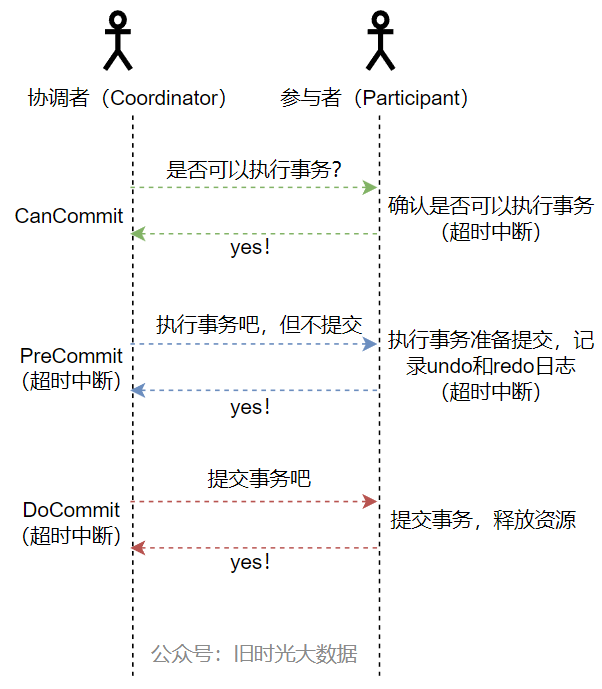 协调者（Coordinator）
参与者（Participant）
是否可以执行事务？
CanCommit
确认是否可以执行事务
（超时中断）
yes！
执行事务吧，但不提交
PreCommit
（超时中断）
执行事务准备提交，记
录undo和redo日志
（超时中断）
yes！
提交事务吧
DoCommit
（超时中断）
提交事务，释放资源
yes！
公众号：旧时光大数据